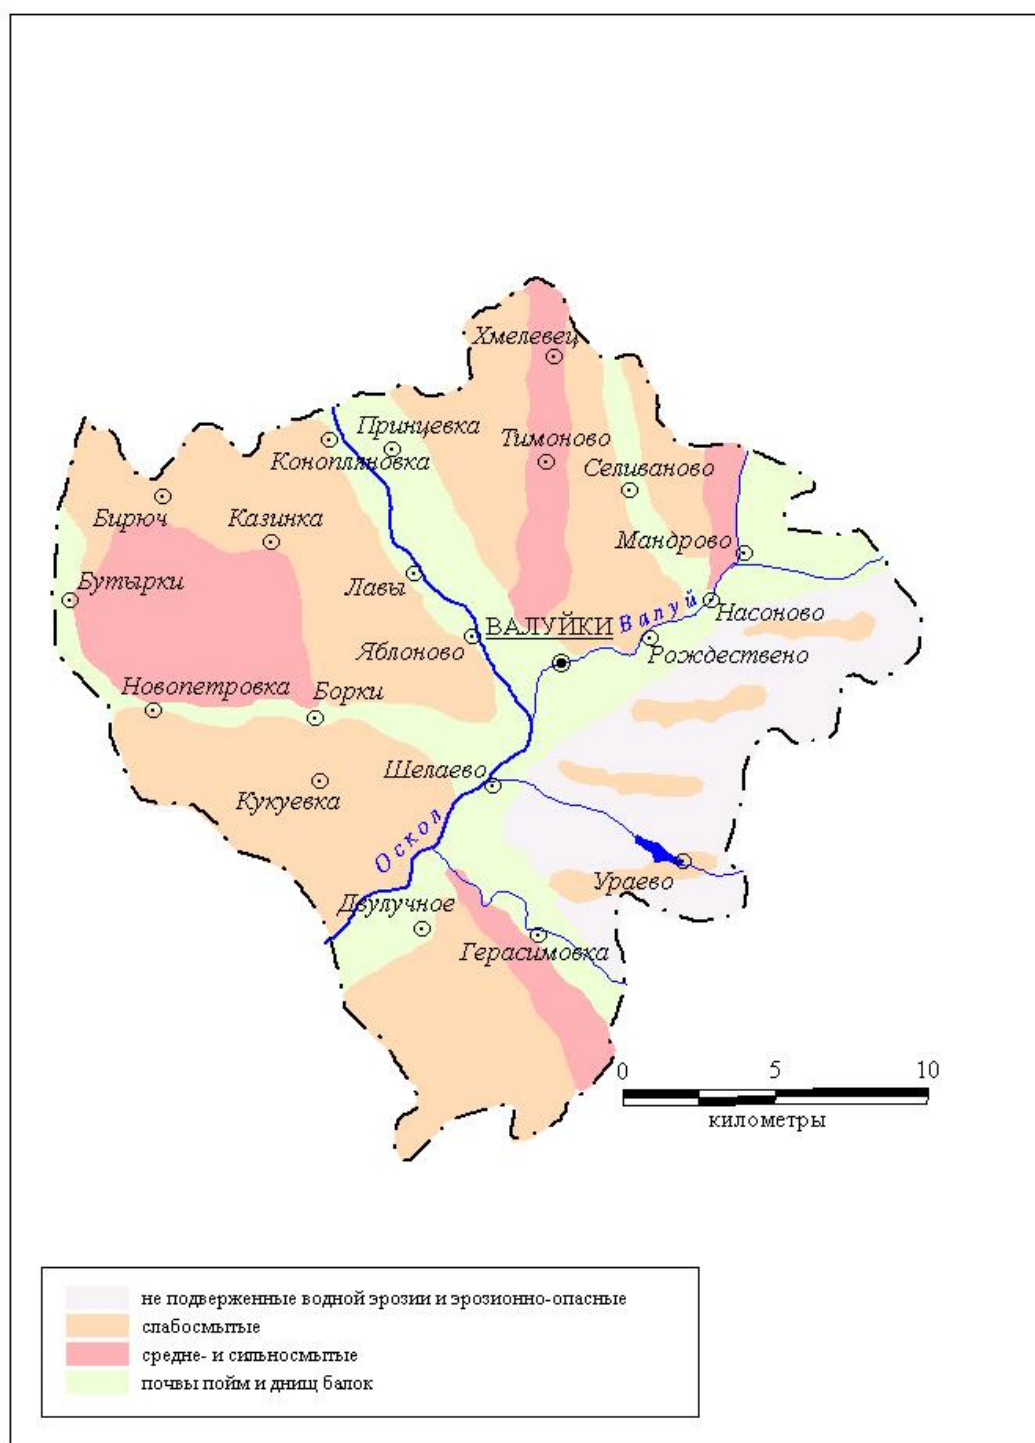 Хмелевец
Принцевка
Конопляновка
Тимоново
Селиваново
Бирюч
Казинка
Мандрово
Бутырки
Лавы
Валуй
Насоново
ВАЛУЙКИ
Яблоново
Рождествено
Новопетровка
Борки
Шелаево
Кукуевка
Оскол
Ураево
Двулучное
Герасимовка
0 5 10
километры
не подверженные водной эрозии и эрозионно-опасные
слабосмытые
средне- и сильносмытые
почвы пойм и днищ балок